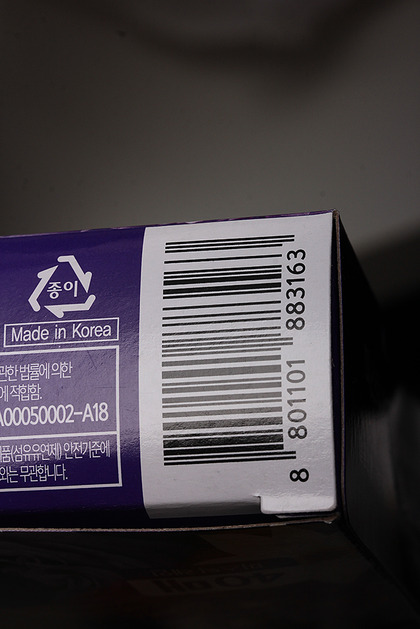 종이
Made in Korea
관한 법률에 의한
에 적합함.
A00050002-A18
품(섬유유연제) 안전기준에
와는 무관합니다.
8 801101 883163